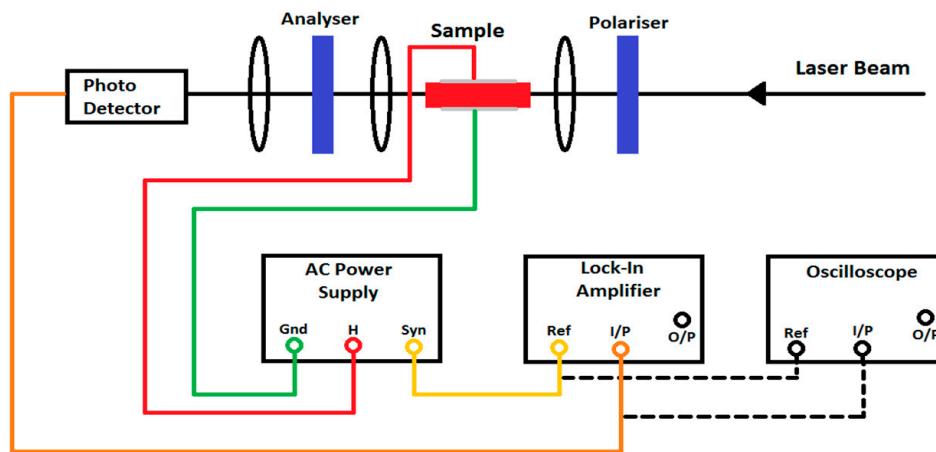 Analyser
Sample
Polariser
Laser Beam
Photo
Detector
AC Power
Supply
Gnd
H
Syn
Lock-In
Amplifier
Ref
I/P
O/P
Oscilloscope
Ref
I/P
O/P